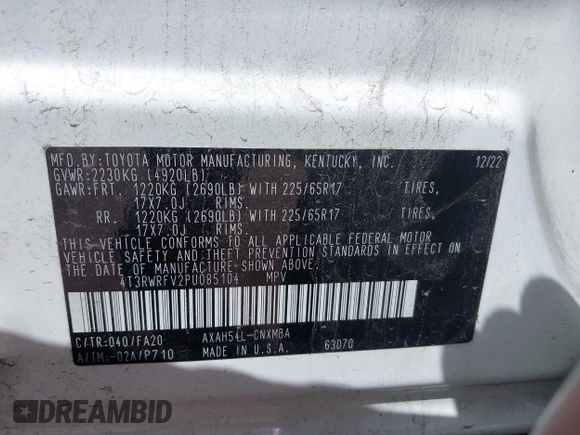 MFD.BY:TOYOTA MOTOR MANUFACTURING, KENTUCKY, INC. 12/22
GVWR:2230KG (4920LB)
GAWR:FRT. 1220KG (2690LB) WITH 225/65R17 TIRES,
17X7.0J RIMS.
RR. 1220KG (2690LB) WITH 225/65R17 TIRES,
17X7.0J RIMS.
THIS VEHICLE CONFORMS TO ALL APPLICABLE FEDERAL MOTOR
VEHICLE SAFETY AND THEFT PREVENTION STANDARDS IN EFFECT ON
THE DATE OF MANUFACTURE-SHOWN ABOVE.
4T3RWRFV2PU085104 MPV
C/TR:040/FA20 AXAH54L-CNXMBA
A/TM:-02A/P710 MADE IN U.S.A. 63070
DREAMBID